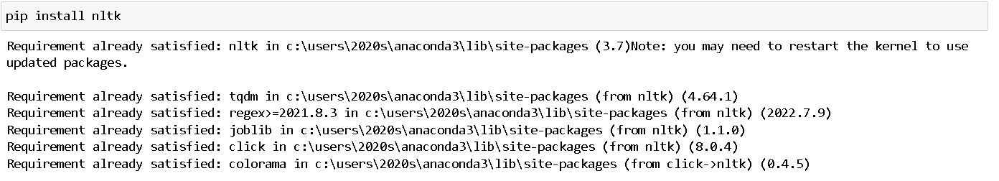 pip install nltk
Requirement already satisfied: nltk in c:\users\2020s\anaconda3\lib\site-packages (3.7)Note: you may need to restart the kernel to use
updated packages.
Requirement already satisfied: tqdm in c:\users\2020s\anaconda3\lib\site-packages (from nltk) (4.64.1)
Requirement already satisfied: regex>=2021.8.3 in c:\users\2020s\anaconda3\lib\site-packages (from nltk) (2022.7.9)
Requirement already satisfied: joblib in c:\users\2020s\anaconda3\lib\site-packages (from nltk) (1.1.0)
Requirement already satisfied: click in c:\users\2020s\anaconda3\lib\site-packages (from nltk) (8.0.4)
Requirement already satisfied: colorama in c:\users\2020s\anaconda3\lib\site-packages (from click->nltk) (0.4.5)